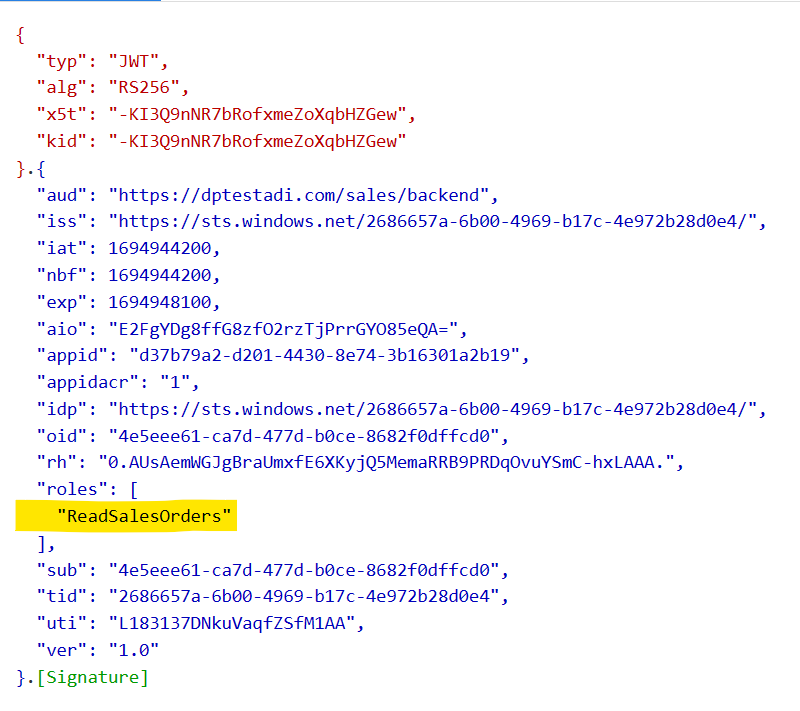 {
"typ": "JWT",
"alg": "RS256",
"x5t": "-KI3Q9nNR7bRofxmeZoXqbHZGew",
"kid": "-KI3Q9nNR7bRofxmeZoXqbHZGew"
}.{
"aud": "https://dptestadi.com/sales/backend",
"iss": "https://sts.windows.net/2686657a-6b00-4969-b17c-4e972b28d0e4/",
"iat": 1694944200,
"nbf": 1694944200,
"exp": 1694948100,
"aio": "E2FgYDg8ffG8zfO2rzTjPrrGYO85eQA=",
"appid": "d37b79a2-d201-4430-8e74-3b16301a2b19",
"appidacr": "1",
"idp": "https://sts.windows.net/2686657a-6b00-4969-b17c-4e972b28d0e4/",
"oid": "4e5eee61-ca7d-477d-b0ce-8682f0dffcd0",
"rh": "0.AUsAemWGJgBraUmxfE6XKyjQ5MemaRRB9PRDqOvuYSmC-hxLAAA.",
"roles": [
"ReadSalesOrders"
],
"sub": "4e5eee61-ca7d-477d-b0ce-8682f0dffcd0",
"tid": "2686657a-6b00-4969-b17c-4e972b28d0e4",
"uti": "L183137DNkuVaqfZSfM1AA",
"ver": "1.0"
}.[Signature]